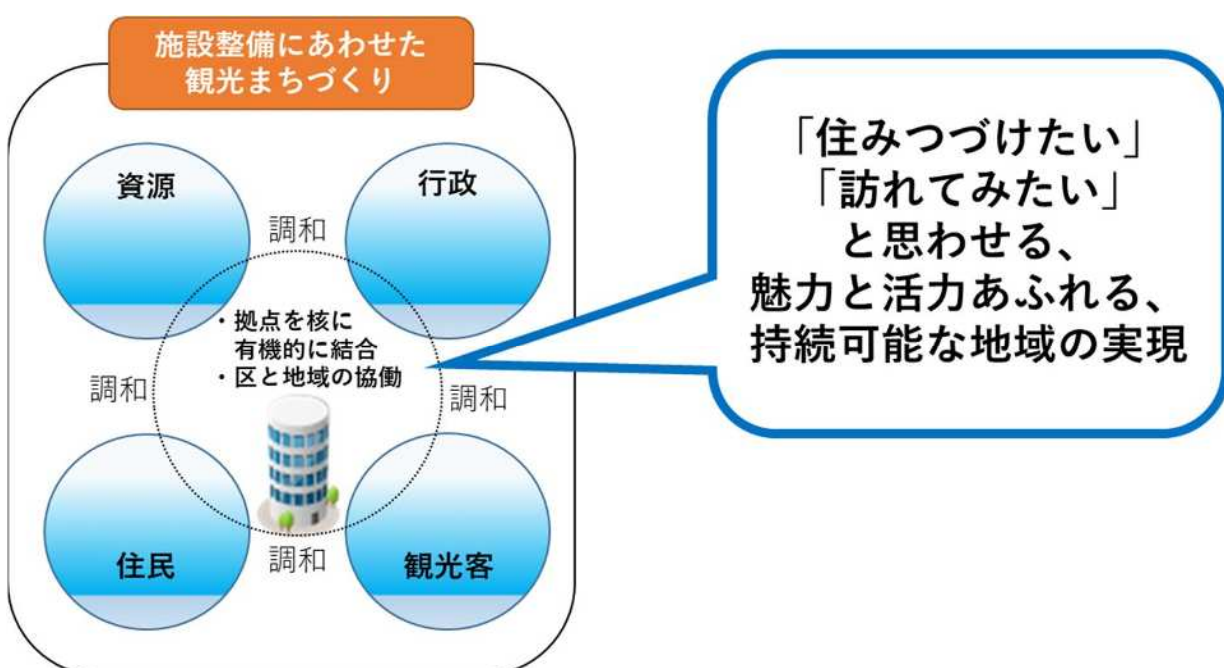 施設整備にあわせた
観光まちづくり
資源
行政
調和
・拠点を核に
有機的に結合
・区と地域の協働
調和
調和
住民
調和
観光客
「住みつづけたい」
「訪れてみたい」
と思わせる、
魅力と活力あふれる、
持続可能な地域の実現